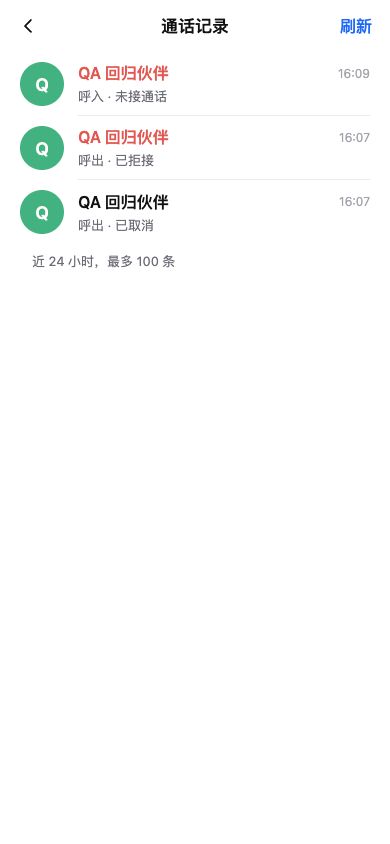 通话记录
刷新
Q
QA 回归伙伴
16:09
呼入 · 未接通话
Q
QA 回归伙伴
16:07
呼出 · 已拒接
Q
QA 回归伙伴
16:07
呼出 · 已取消
近 24 小时，最多 100 条